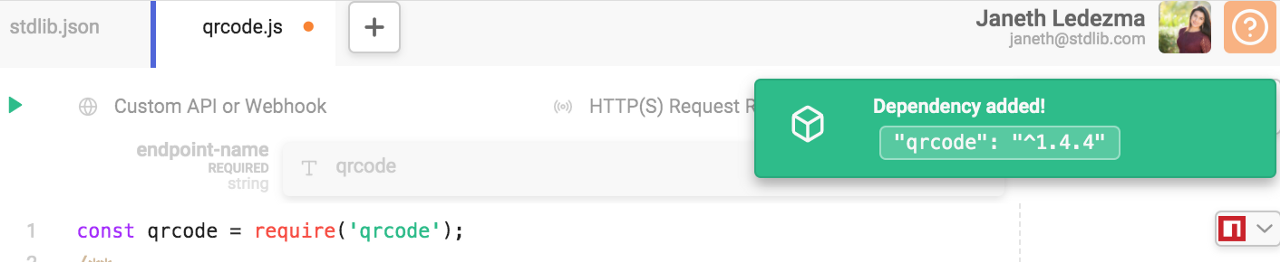 stdlib.json
qrcode.js
+
Janeth Ledezma
janeth@stdlib.com
?
Custom API or Webhook
HTTP(S) Request R
Dependency added!
"qrcode": "^1.4.4"
endpoint-name
REQUIRED
string
T qrcode
1 const qrcode = require('qrcode');
2